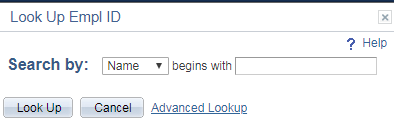 Look Up Empl ID
Help
Search by: Name begins with
Look Up Cancel Advanced Lookup